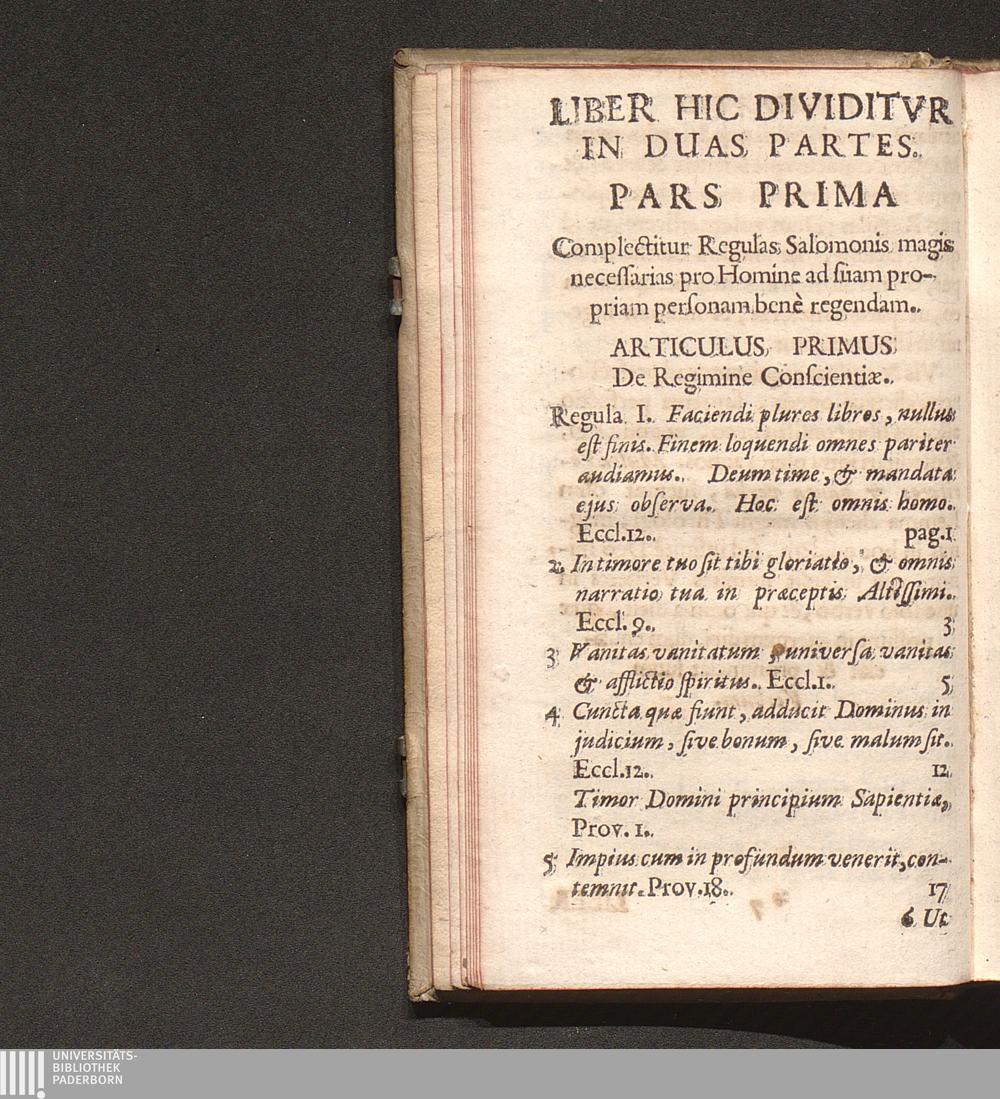 LIBER HIC DIVIDITVR
IN DUAS PARTES.
PARS PRIMA
Complectitur Regulas Salomonis magis
necessarias pro Homine ad suam pro-
priam personam benè regendam.
ARTICULUS PRIMUS
De Regimine Conscientiæ.
Regula I. Faciendi plures libros, nullus
est finis. Finem loquendi omnes pariter
audiamus. Deum time, & mandata
ejus observa. Hoc est omnis homo.
Eccl.12. pag.1
2. In timore tuo sit tibi gloriatio, & omnis
narratio tua in præceptis Altissimi.
Eccl. 9. 3
3 Vanitas vanitatum, universa vanitas
& afflictio spiritus. Eccl.1. 5
4 Cuncta quæ fiunt, adducit Dominus in
judicium, sive bonum, sive malum sit.
Eccl.12. 12
Timor Domini principium Sapientiæ,
Prov. 1.
5 Impius cum in profundum venerit, con-
temnit. Prov.18. 17
6 Ut
UNIVERSITÄTS-
BIBLIOTHEK
PADERBORN